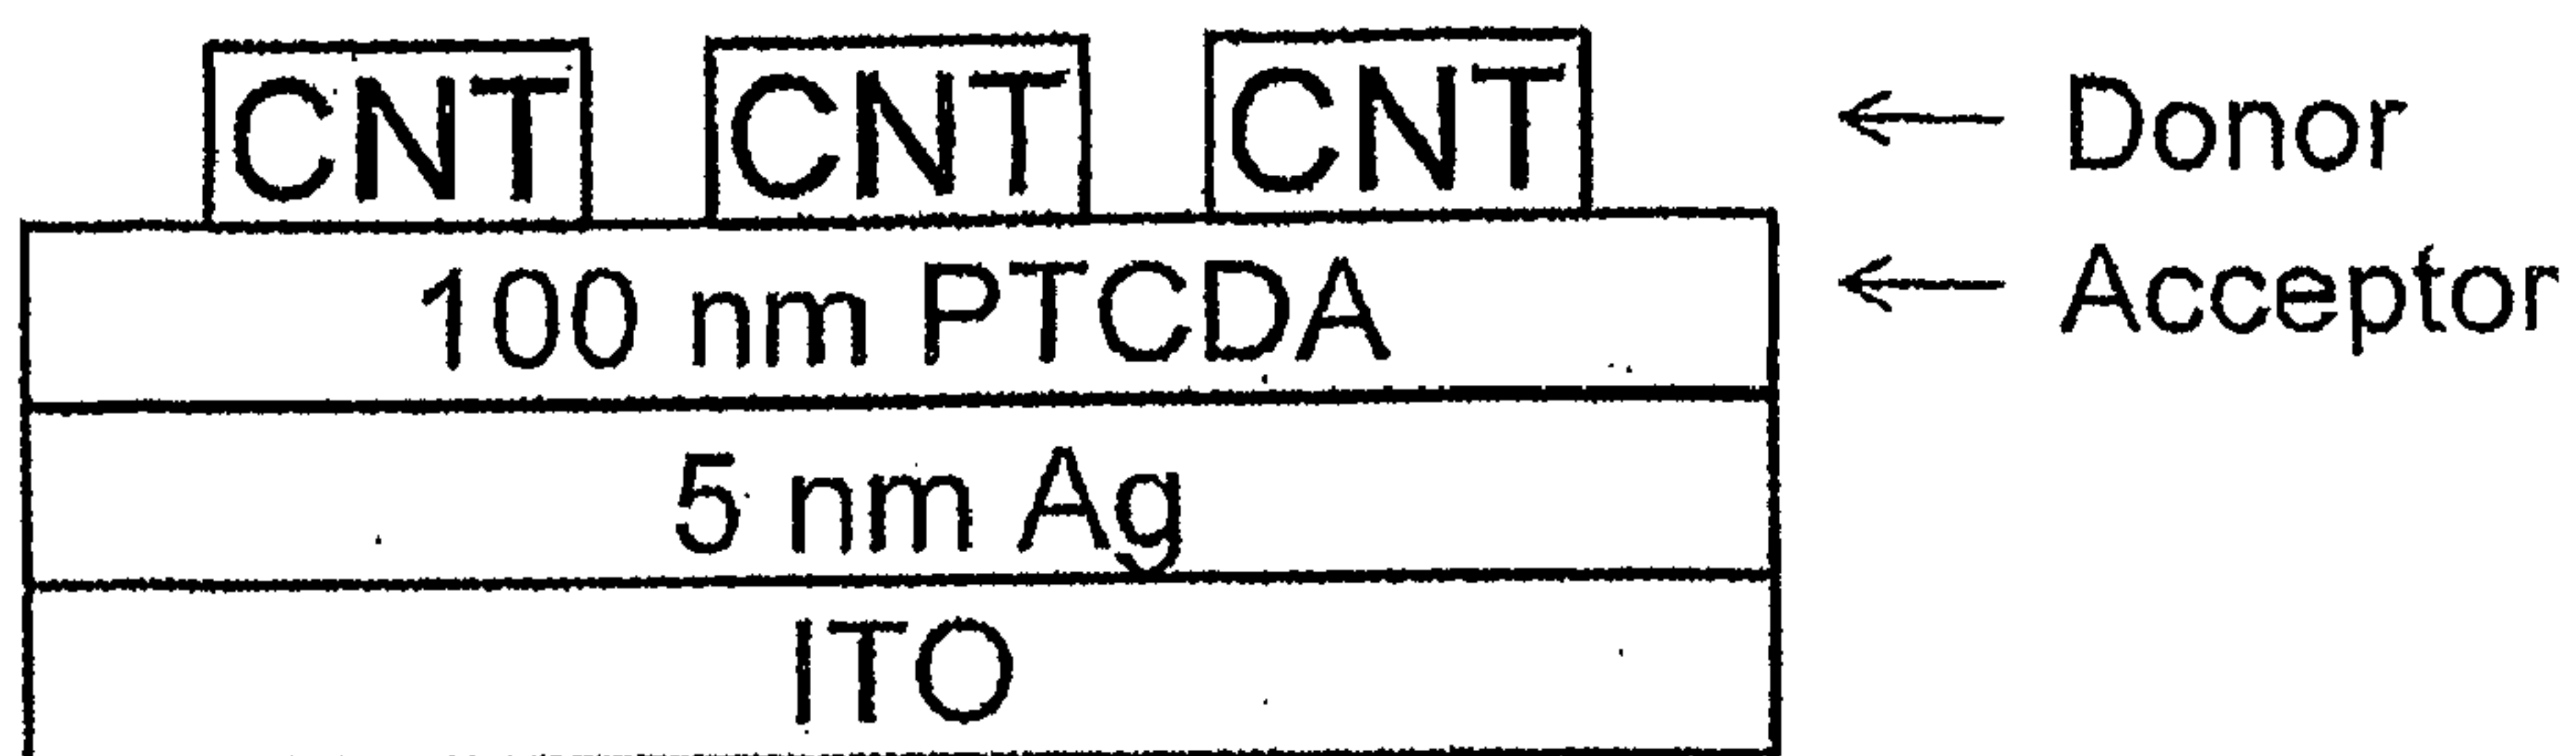 CNT CNT CNT ← Donor
100 nm PTCDA ← Acceptor
5 nm Ag
ITO